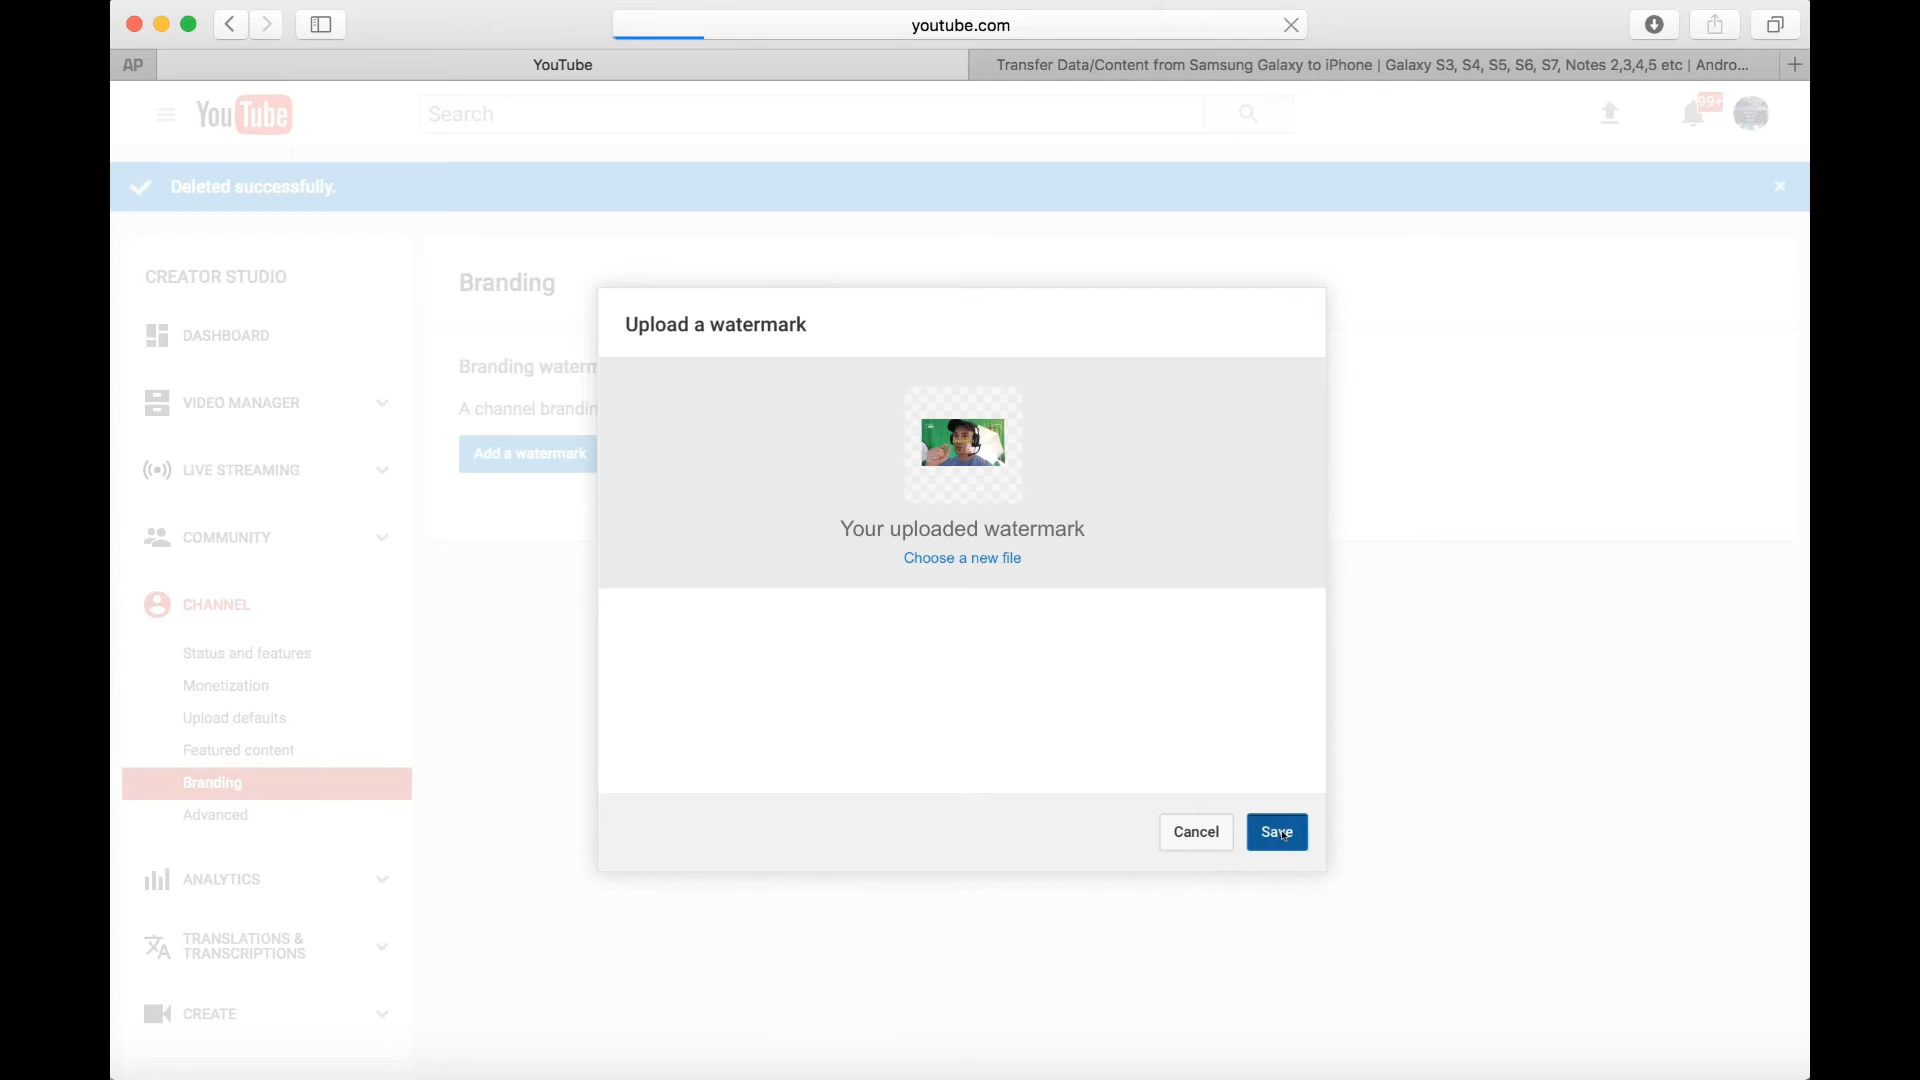 youtube.com
AP
YouTube
Transfer Data/Content from Samsung Galaxy to iPhone | Galaxy S3, S4, S5, S6, S7, Notes 2,3,4,5 etc | Andro...
YouTube
Search
99+
Deleted successfully.
CREATOR STUDIO
DASHBOARD
VIDEO MANAGER
LIVE STREAMING
COMMUNITY
CHANNEL
Status and features
Monetization
Upload defaults
Featured content
Branding
Advanced
ANALYTICS
TRANSLATIONS &
TRANSCRIPTIONS
CREATE
Branding
Branding waterm
A channel brandin
Add a watermark
Upload a watermark
Your uploaded watermark
Choose a new file
Cancel
Save